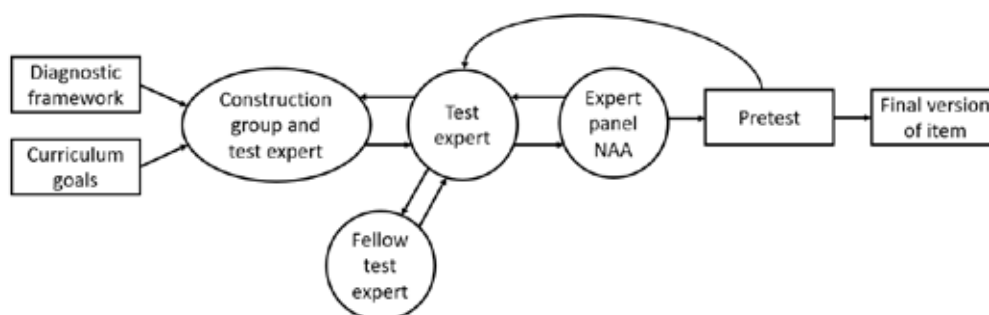 Diagnostic
framework
Curriculum
goals
Construction
group and
test expert
Test
expert
Fellow
test
expert
Expert
panel
NAA
Pretest
Final version
of item